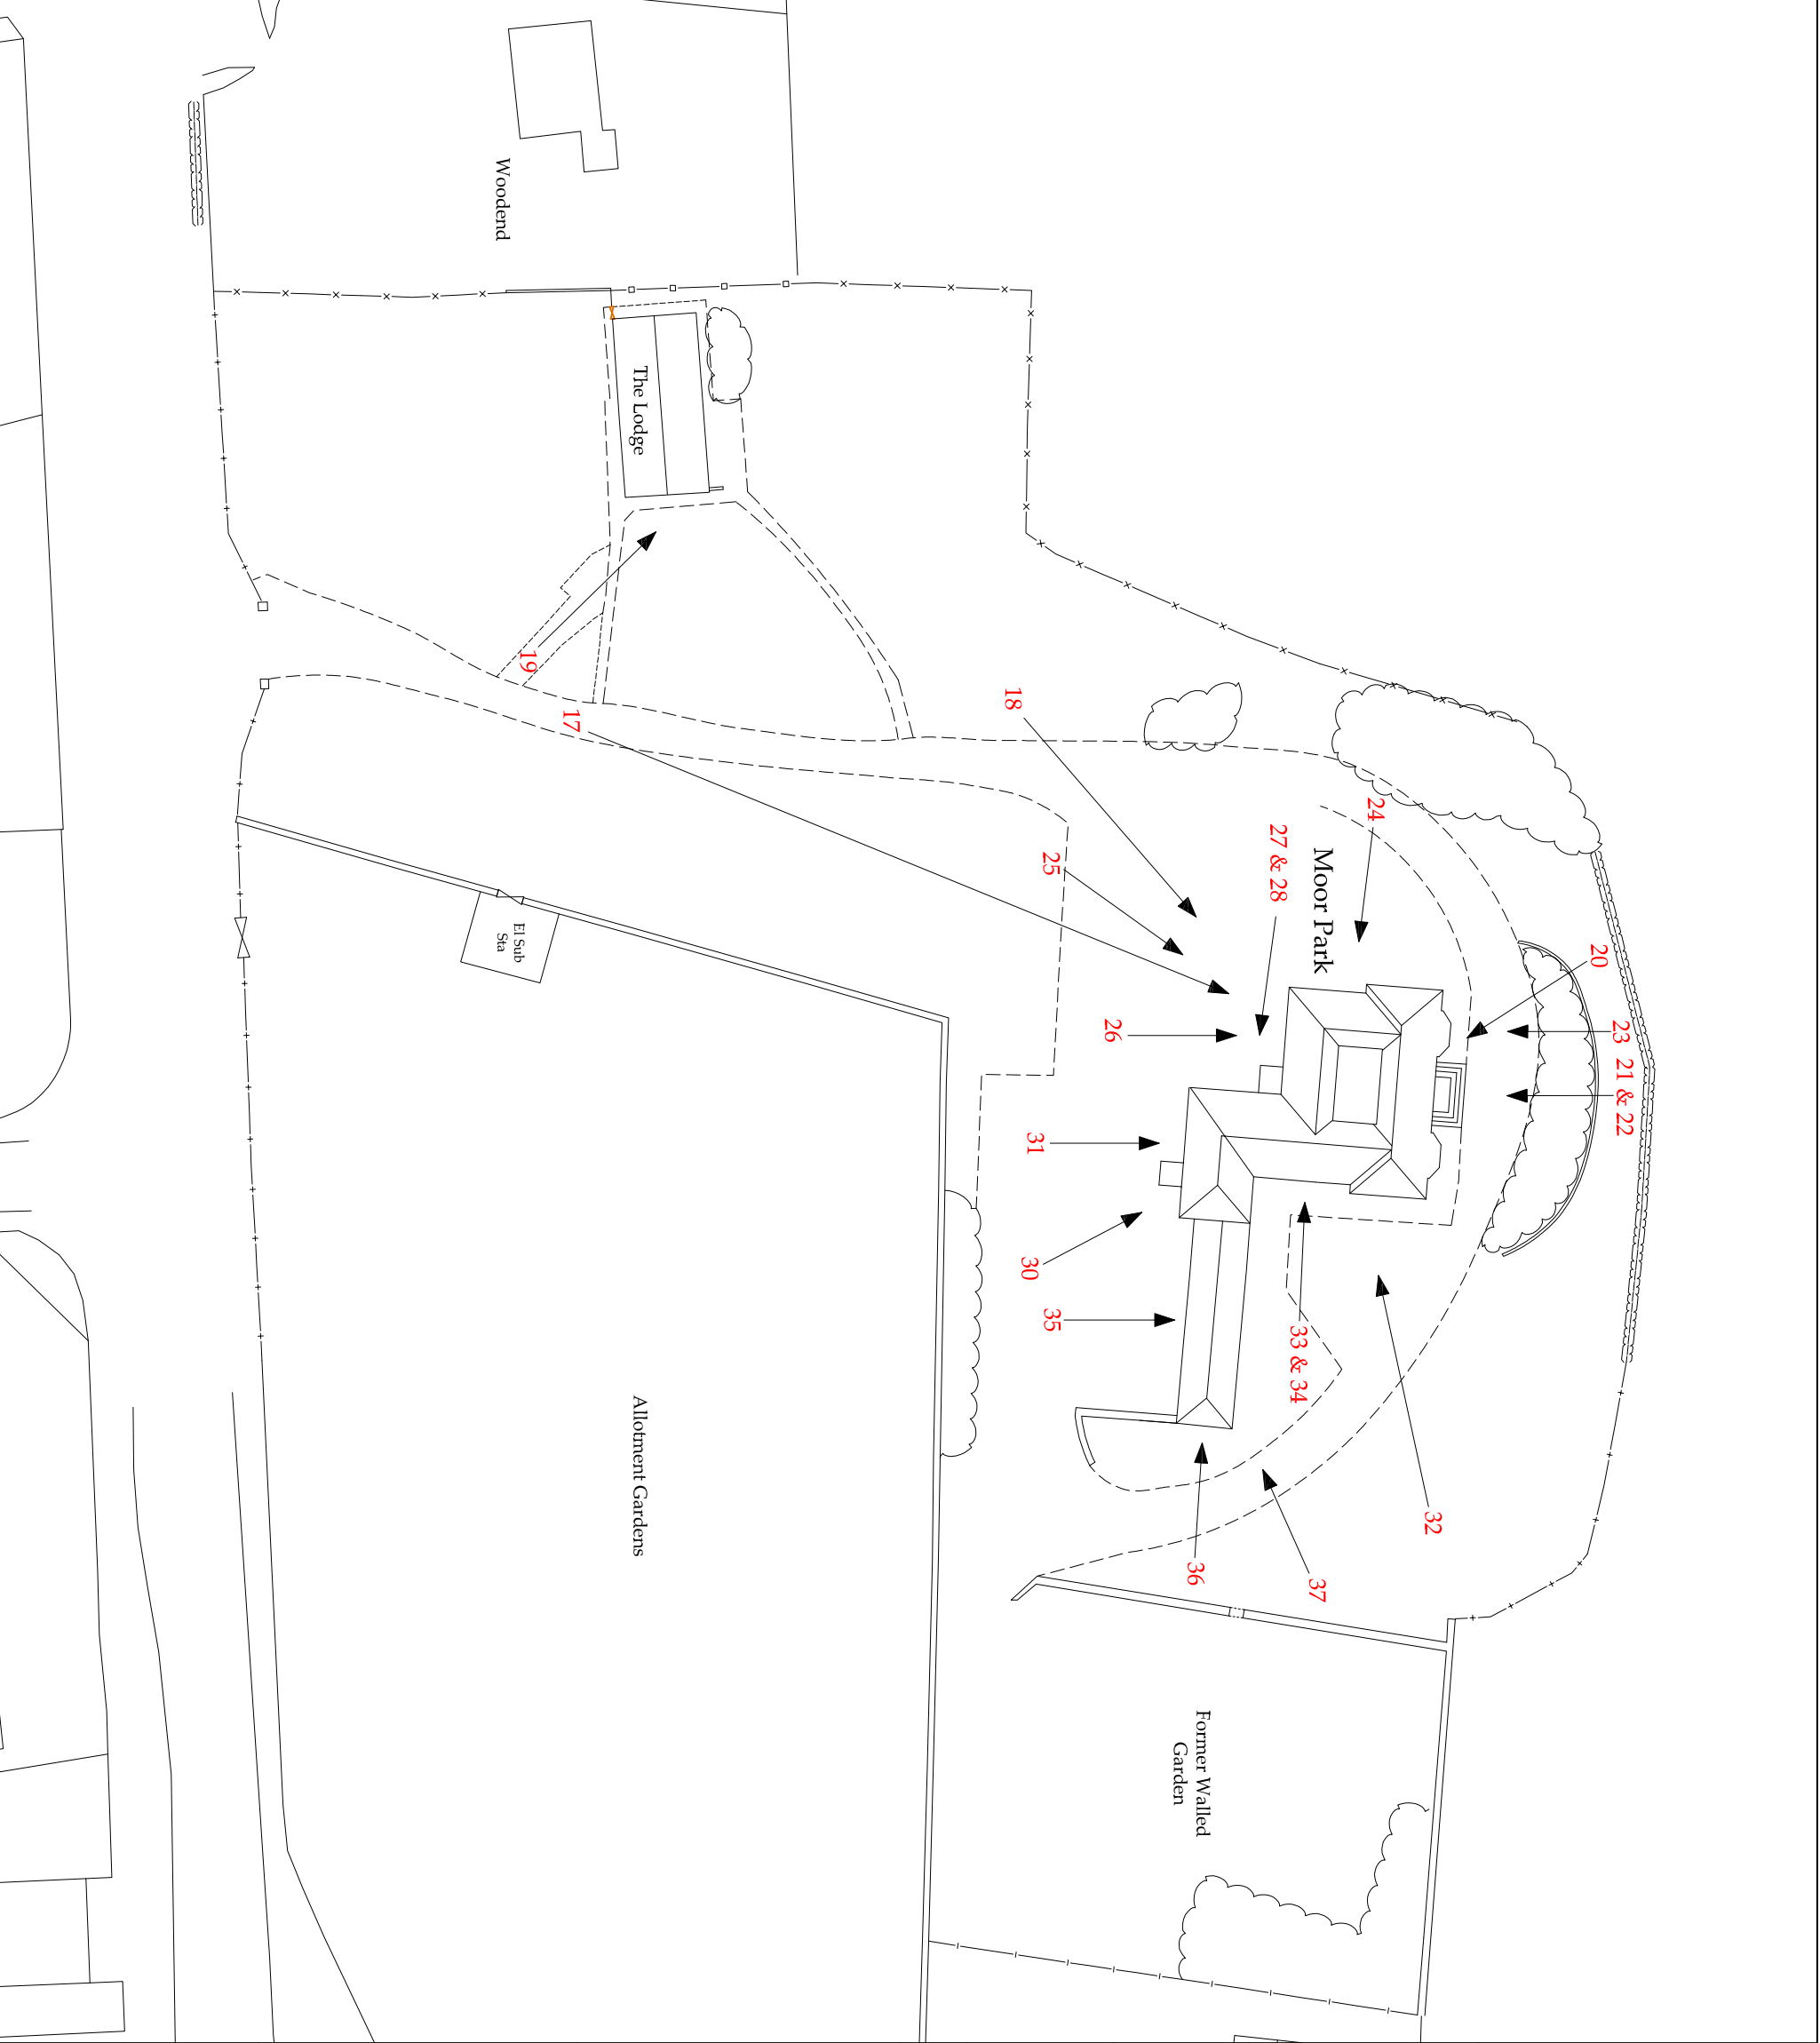 Woodend
The Lodge
19
17
18
25
24
27 & 28
Moor Park
20
23
21 & 22
26
31
30
35
33 & 34
32
36
37
El Sub
Sta
Allotment Gardens
Former Walled
Garden